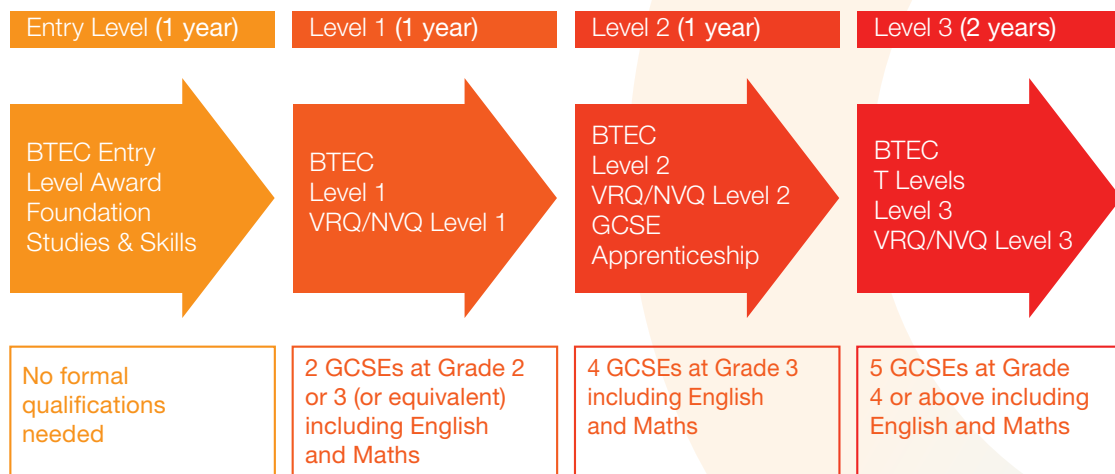 Entry Level (1 year)
Level 1 (1 year)
Level 2 (1 year)
Level 3 (2 years)
BTEC Entry
Level Award
Foundation
Studies & Skills
BTEC
Level 1
VRQ/NVQ Level 1
BTEC
Level 2
VRQ/NVQ Level 2
GCSE
Apprenticeship
BTEC
T Levels
Level 3
VRQ/NVQ Level 3
No formal
qualifications
needed
2 GCSEs at Grade 2
or 3 (or equivalent)
including English
and Maths
4 GCSEs at Grade 3
including English
and Maths
5 GCSEs at Grade
4 or above including
English and Maths